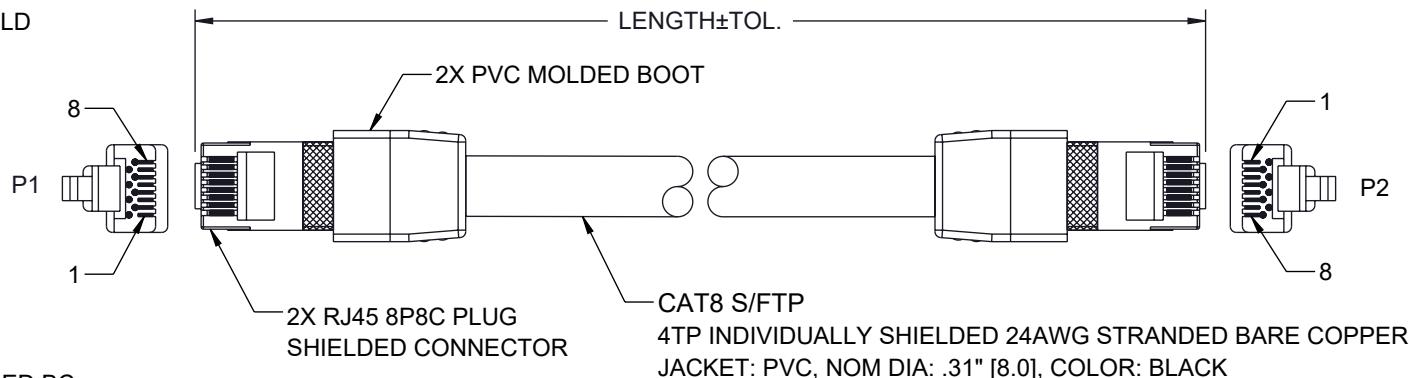 LD
LENGTH±TOL.
2X PVC MOLDED BOOT
8
1
P1
P2
1
8
2X RJ45 8P8C PLUG
SHIELDED CONNECTOR
CAT8 S/FTP
4TP INDIVIDUALLY SHIELDED 24AWG STRANDED BARE COPPER
JACKET: PVC, NOM DIA: .31" [8.0], COLOR: BLACK